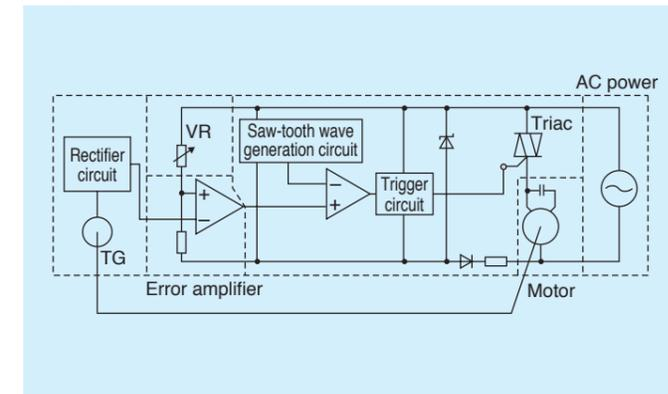 AC power
VR
Saw-tooth wave
generation circuit
Triac
Rectifier
circuit
−
+
+
−
Trigger
circuit
TG
Error amplifier
Motor